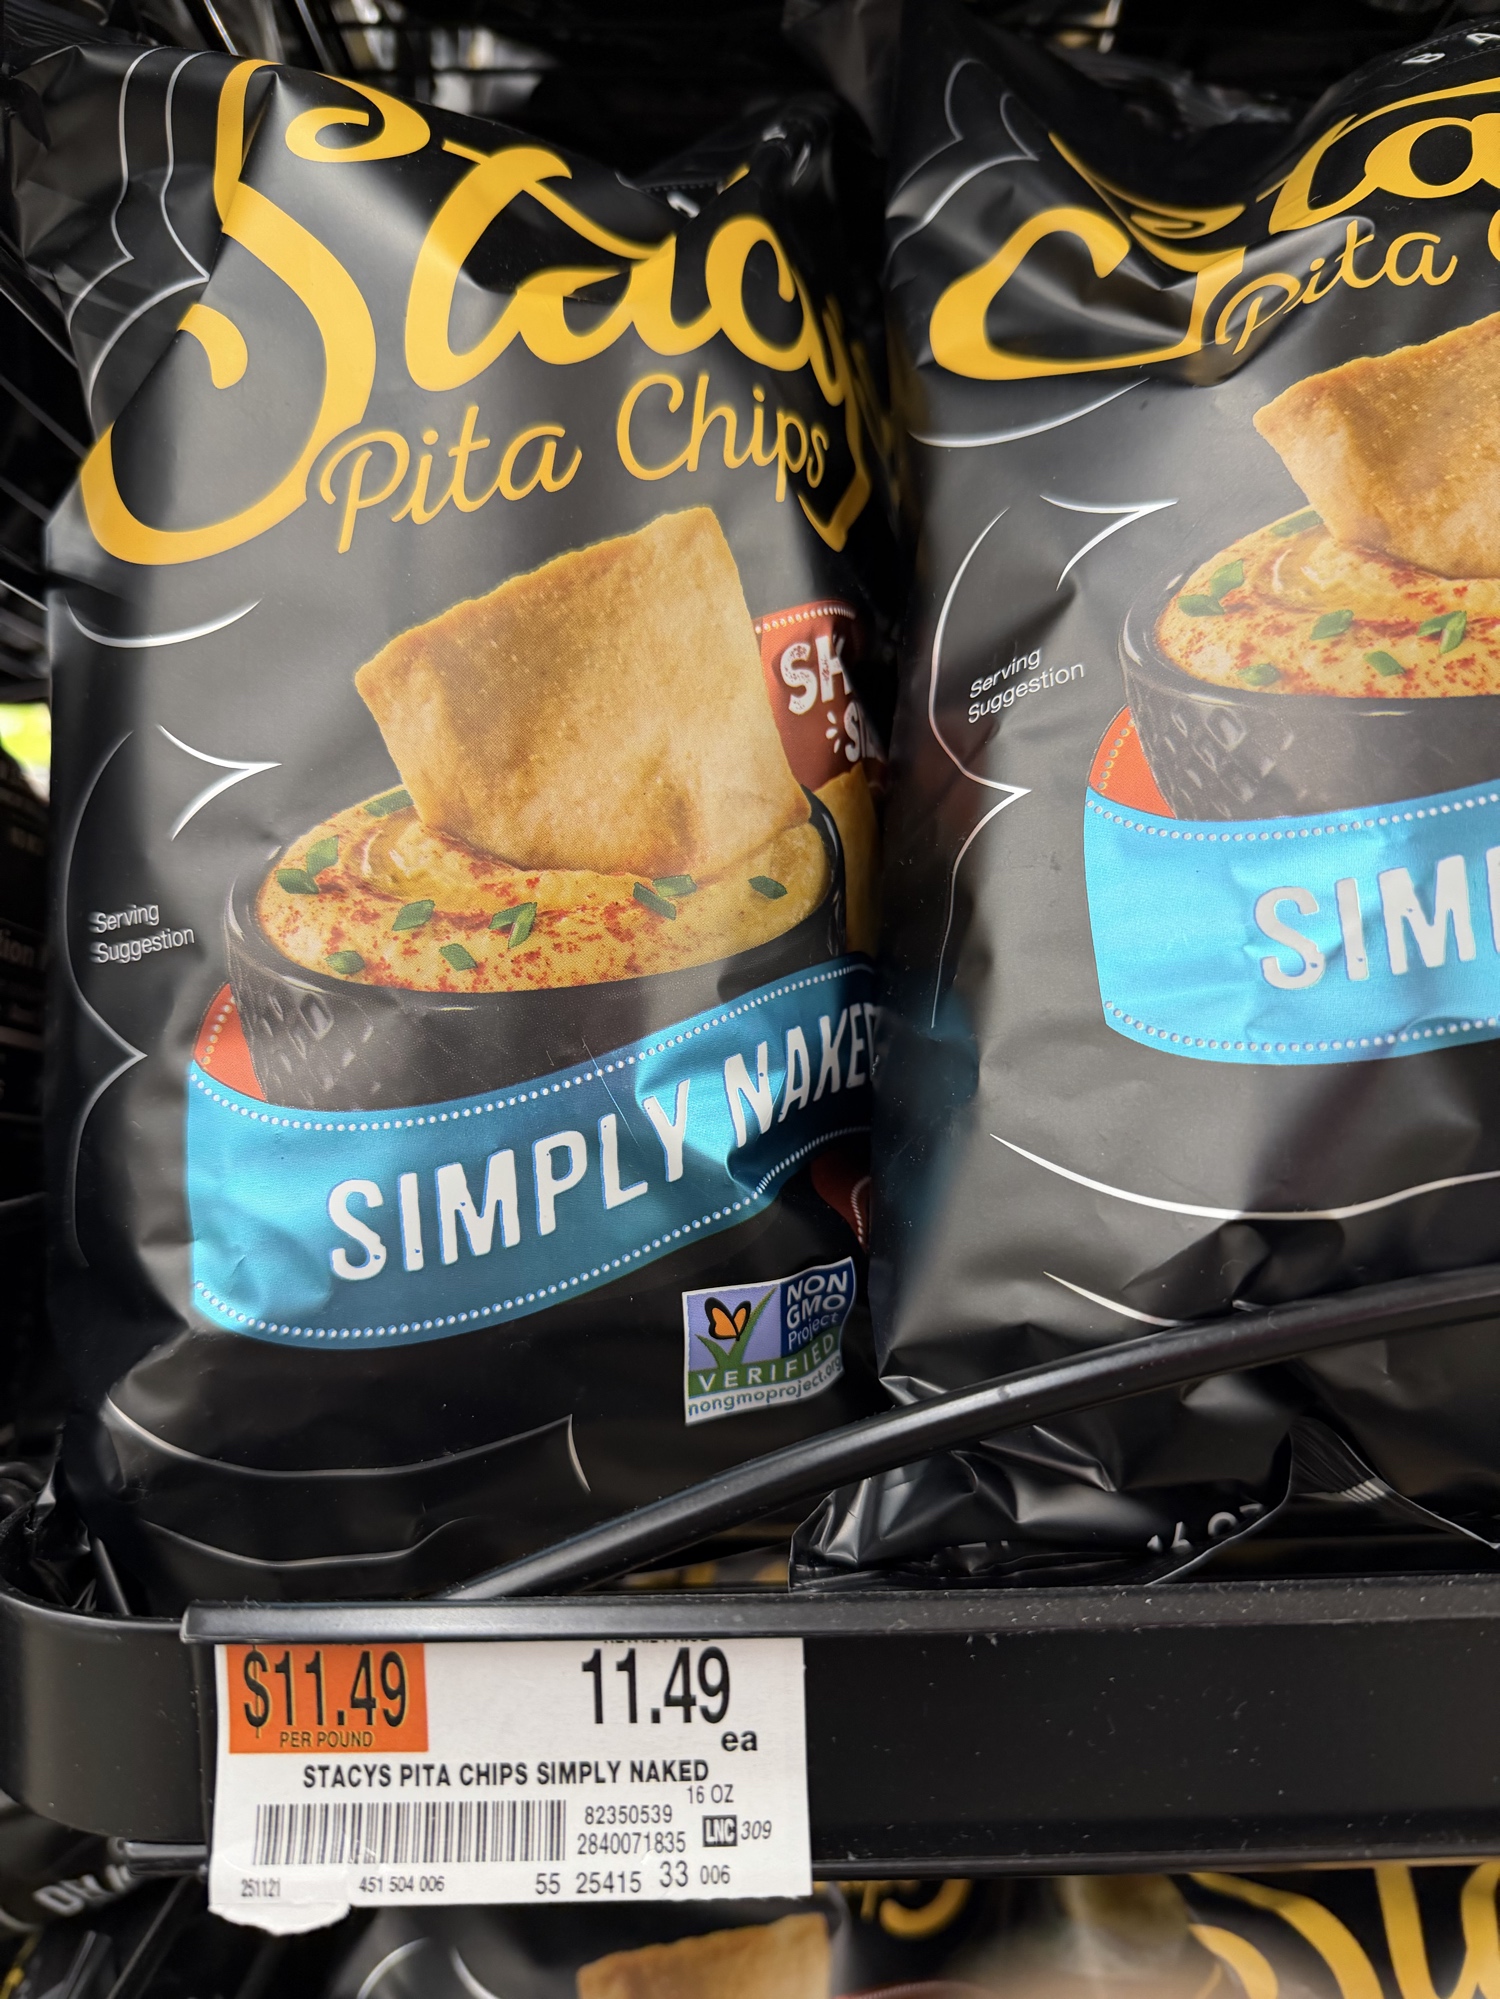 Stacy's
Pita Chips
Serving
Suggestion
SIMPLY NAKED
NON
GMO
Project
VERIFIED
nongmoproject.org
Pita
Serving
Suggestion
16 OZ
$11.49
PER POUND
11.49
ea
STACYS PITA CHIPS SIMPLY NAKED
16 OZ
82350539
2840071835
LNC 309
251121
451 504 006
55 25415 33 006